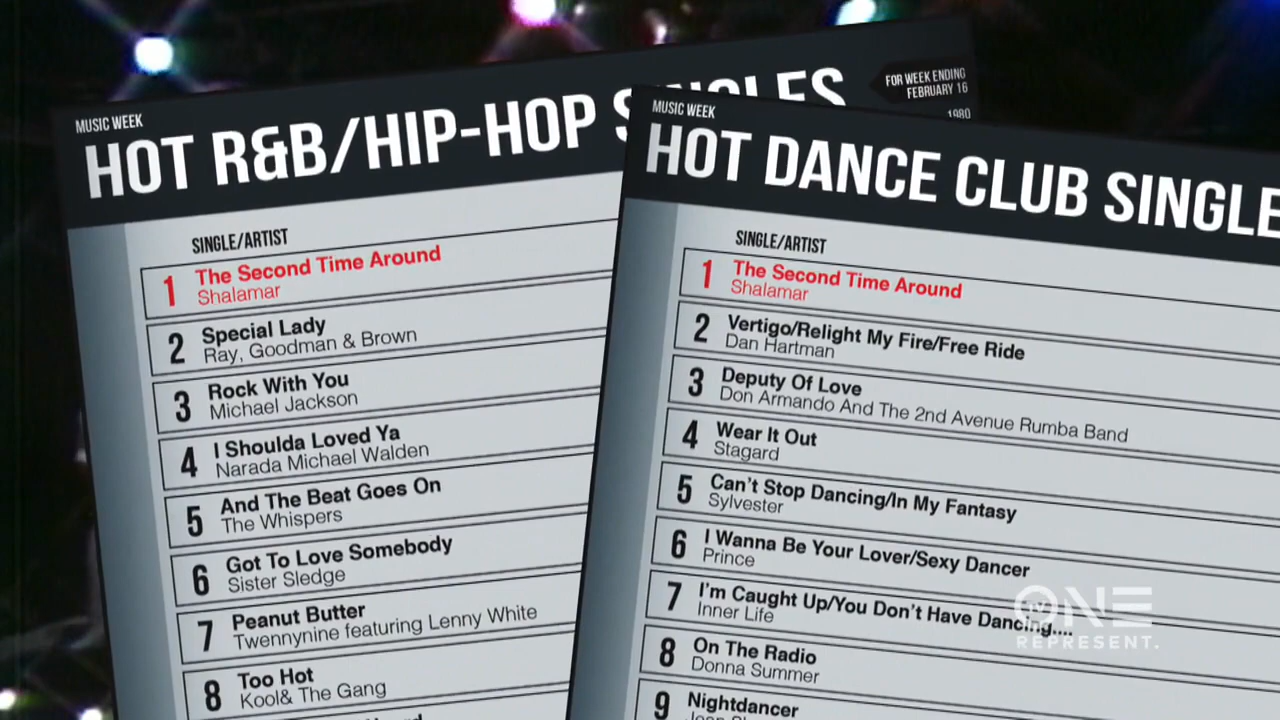 MUSIC WEEK
HOT R&B/HIP-HOP SINGLES
FOR WEEK ENDING
FEBRUARY 16
1980
SINGLE/ARTIST
1 The Second Time Around
Shalamar
2 Special Lady
Ray, Goodman & Brown
3 Rock With You
Michael Jackson
4 I Shoulda Loved Ya
Narada Michael Walden
5 And The Beat Goes On
The Whispers
6 Got To Love Somebody
Sister Sledge
7 Peanut Butter
Twennynine featuring Lenny White
8 Too Hot
Kool& The Gang
MUSIC WEEK
HOT DANCE CLUB SINGLE
SINGLE/ARTIST
1 The Second Time Around
Shalamar
2 Vertigo/Relight My Fire/Free Ride
Dan Hartman
3 Deputy Of Love
Don Armando And The 2nd Avenue Rumba Band
4 Wear It Out
Stagard
5 Can't Stop Dancing/In My Fantasy
Sylvester
6 I Wanna Be Your Lover/Sexy Dancer
Prince
7 I'm Caught Up/You Don't Have Dancing....
Inner Life
8 On The Radio
Donna Summer
9 Nightdancer
tv ONE
REPRESENT.